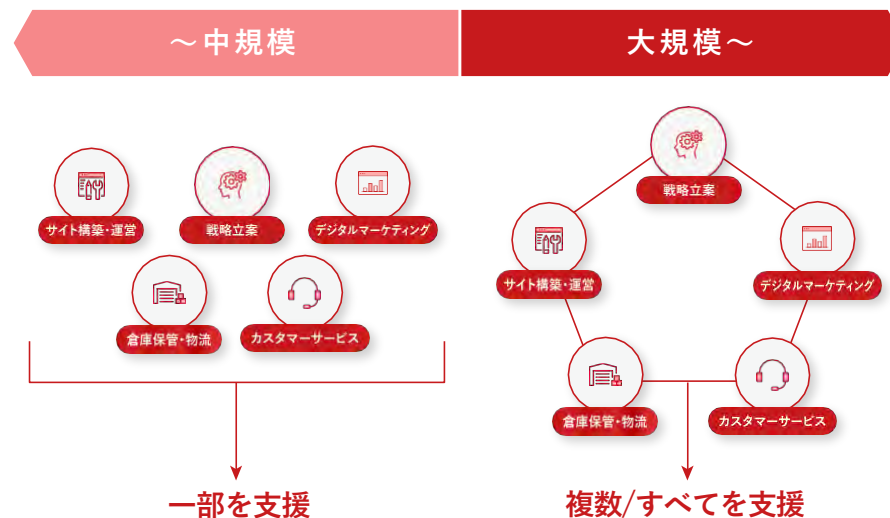 ～中規模
大規模～
サイト構築・運営
戦略立案
デジタルマーケティング
倉庫保管・物流
カスタマーサービス
一部を支援
戦略立案
サイト構築・運営
デジタルマーケティング
倉庫保管・物流
カスタマーサービス
複数/すべてを支援